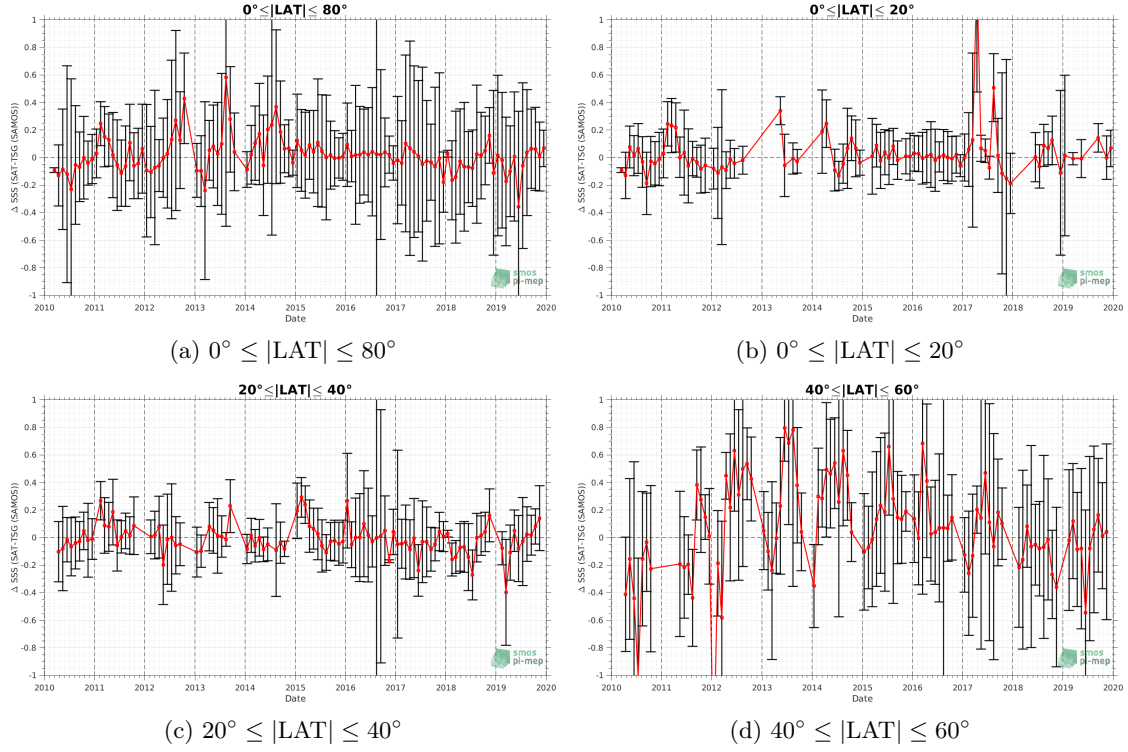 0°≤|LAT|≤ 80°
Δ SSS (SAT-TSG (SAMOS))
1
0.8
0.6
0.4
0.2
0
-0.2
-0.4
-0.6
-0.8
-1
2010 2011 2012 2013 2014 2015 2016 2017 2018 2019 2020
Date
smos
pi-mep
(a) 0° ≤ |LAT| ≤ 80°
0°≤|LAT|≤ 20°
Δ SSS (SAT-TSG (SAMOS))
1
0.8
0.6
0.4
0.2
0
-0.2
-0.4
-0.6
-0.8
-1
2010 2011 2012 2013 2014 2015 2016 2017 2018 2019 2020
Date
smos
pi-mep
(b) 0° ≤ |LAT| ≤ 20°
20°≤|LAT|≤ 40°
Δ SSS (SAT-TSG (SAMOS))
1
0.8
0.6
0.4
0.2
0
-0.2
-0.4
-0.6
-0.8
-1
2010 2011 2012 2013 2014 2015 2016 2017 2018 2019 2020
Date
smos
pi-mep
(c) 20° ≤ |LAT| ≤ 40°
40°≤|LAT|≤ 60°
Δ SSS (SAT-TSG (SAMOS))
1
0.8
0.6
0.4
0.2
0
-0.2
-0.4
-0.6
-0.8
-1
2010 2011 2012 2013 2014 2015 2016 2017 2018 2019 2020
Date
smos
pi-mep
(d) 40° ≤ |LAT| ≤ 60°